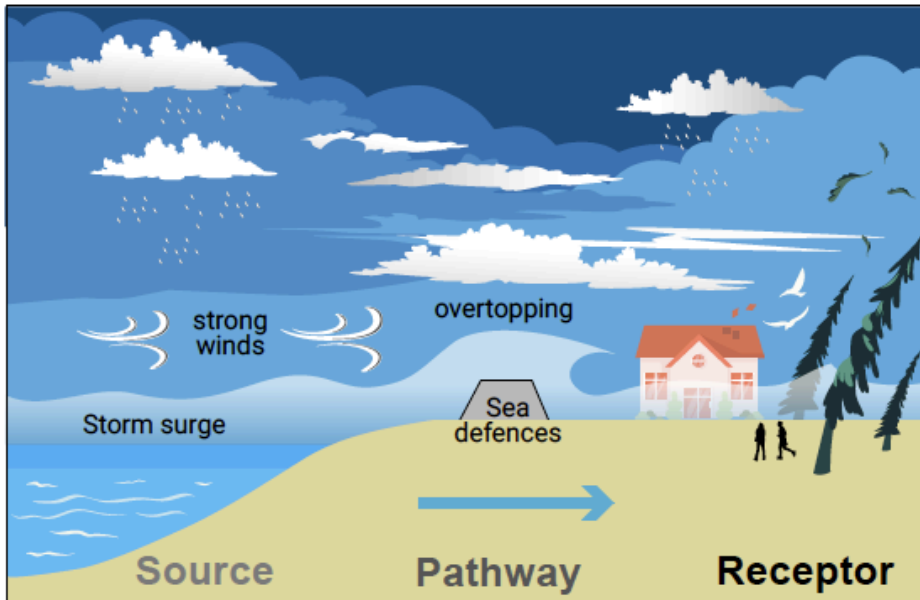 overtopping
strong
winds
Storm surge
Sea
defences
Source
Pathway
Receptor